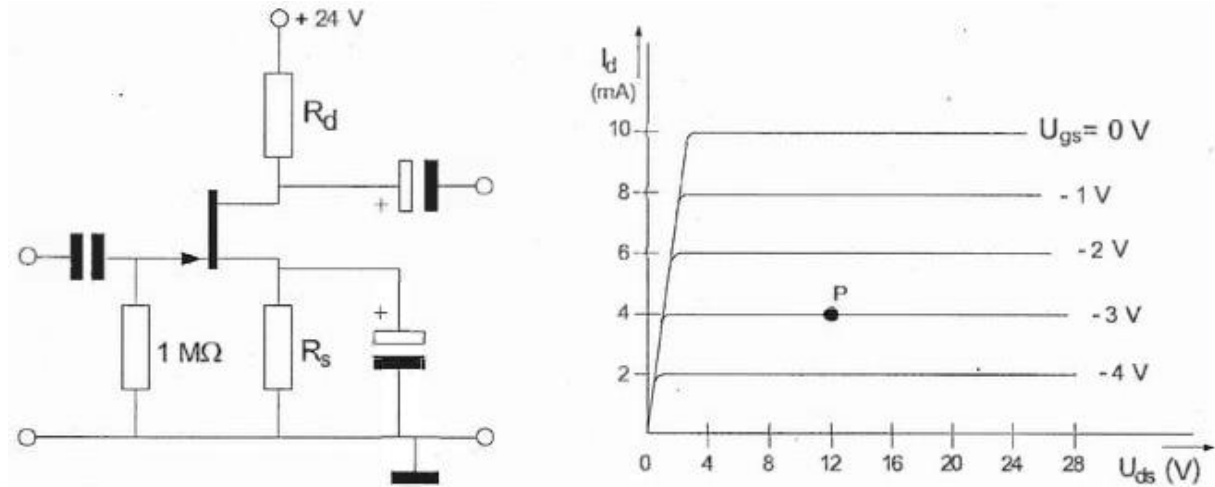 + 24 V
R_d
+
+
1 MΩ
R_s
I_d
(mA)
10
8
6
4
2
U_gs= 0 V
- 1 V
- 2 V
P
- 3 V
- 4 V
0 4 8 12 16 20 24 28 U_ds (V)